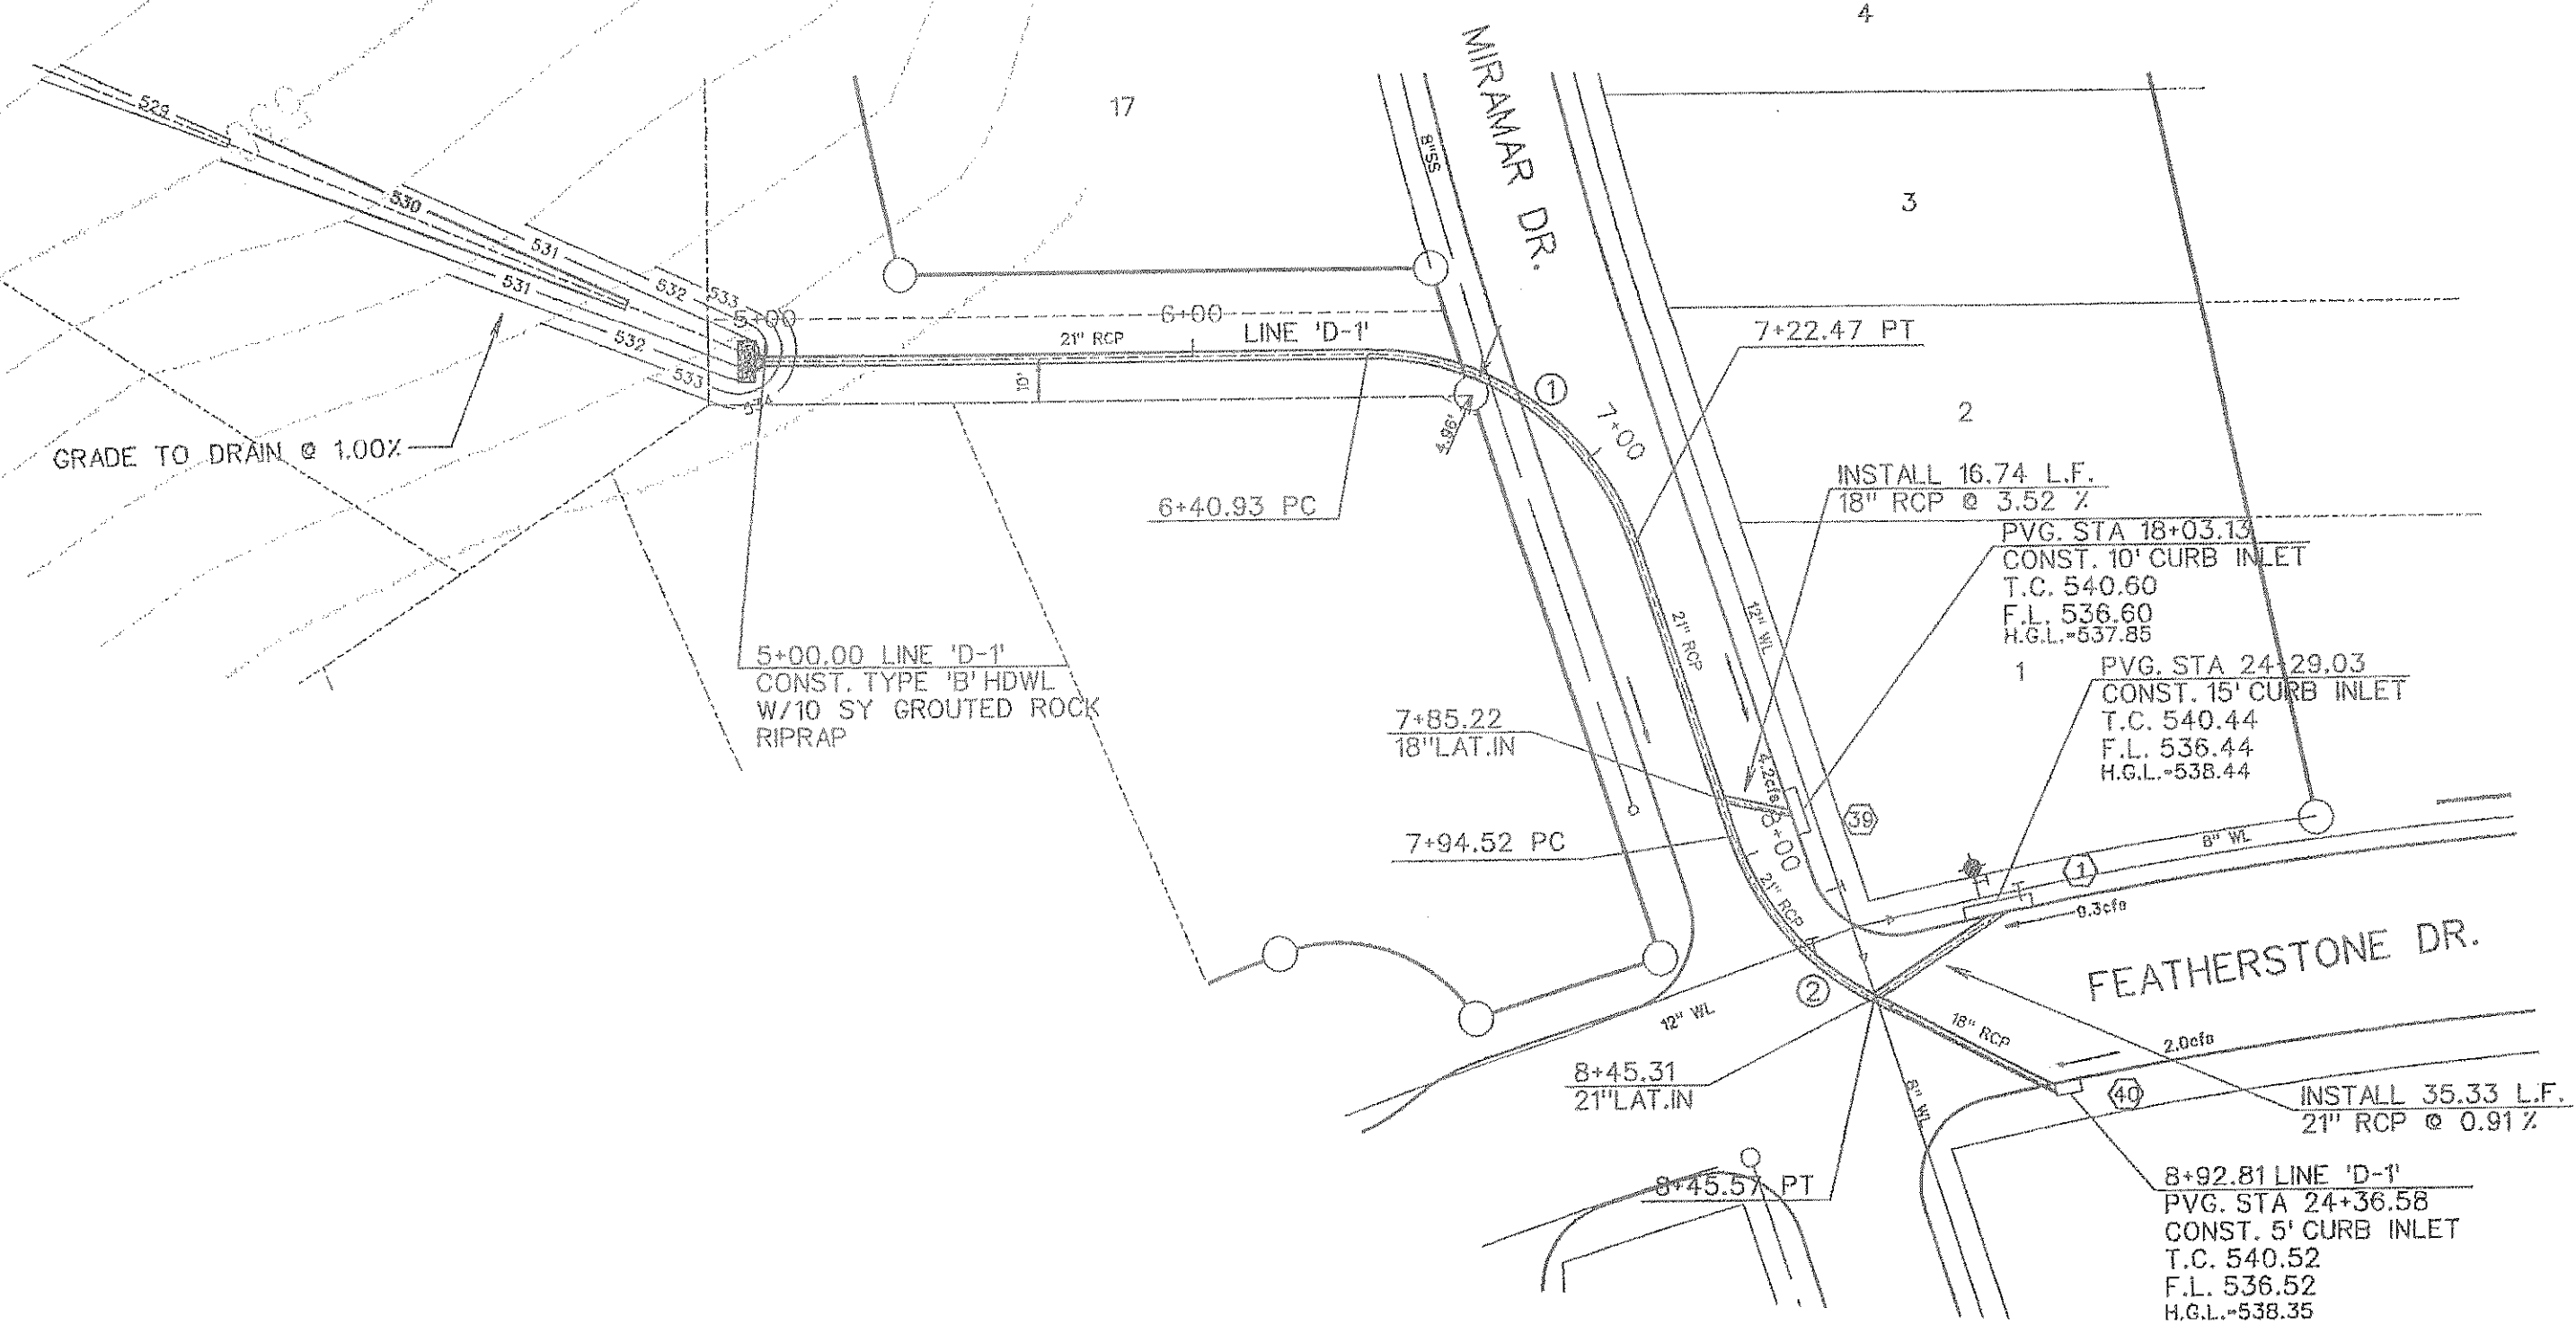 4
17
MIRAMAR DR.
8"SS
3
529
530
531
532
533
531
532
533
534
5+00
6+00
21" RCP
LINE 'D-1'
10'
7+22.47 PT
1
7+00
2
4.96'
GRADE TO DRAIN @ 1.00%
6+40.93 PC
INSTALL 16.74 L.F.
18" RCP @ 3.52 %
PVG. STA 18+03.13
CONST. 10' CURB INLET
T.C. 540.60
F.L. 536.60
H.G.L.=537.85
12" WL
21" RCP
5+00.00 LINE 'D-1'
CONST. TYPE 'B' HDWL
W/10 SY GROUTED ROCK
RIPRAP
1
PVG. STA 24+29.03
CONST. 15' CURB INLET
T.C. 540.44
F.L. 536.44
H.G.L.=538.44
7+85.22
18"LAT.IN
4.2cfs
8+00
39
7+94.52 PC
8" WL
1
21" RCP
9.3cfs
FEATHERSTONE DR.
2
12" WL
18" RCP
2.0cfs
8+45.31
21"LAT.IN
8" WL
40
INSTALL 35.33 L.F.
21" RCP @ 0.91 %
8+45.57 PT
8+92.81 LINE 'D-1'
PVG. STA 24+36.58
CONST. 5' CURB INLET
T.C. 540.52
F.L. 536.52
H.G.L.=538.35